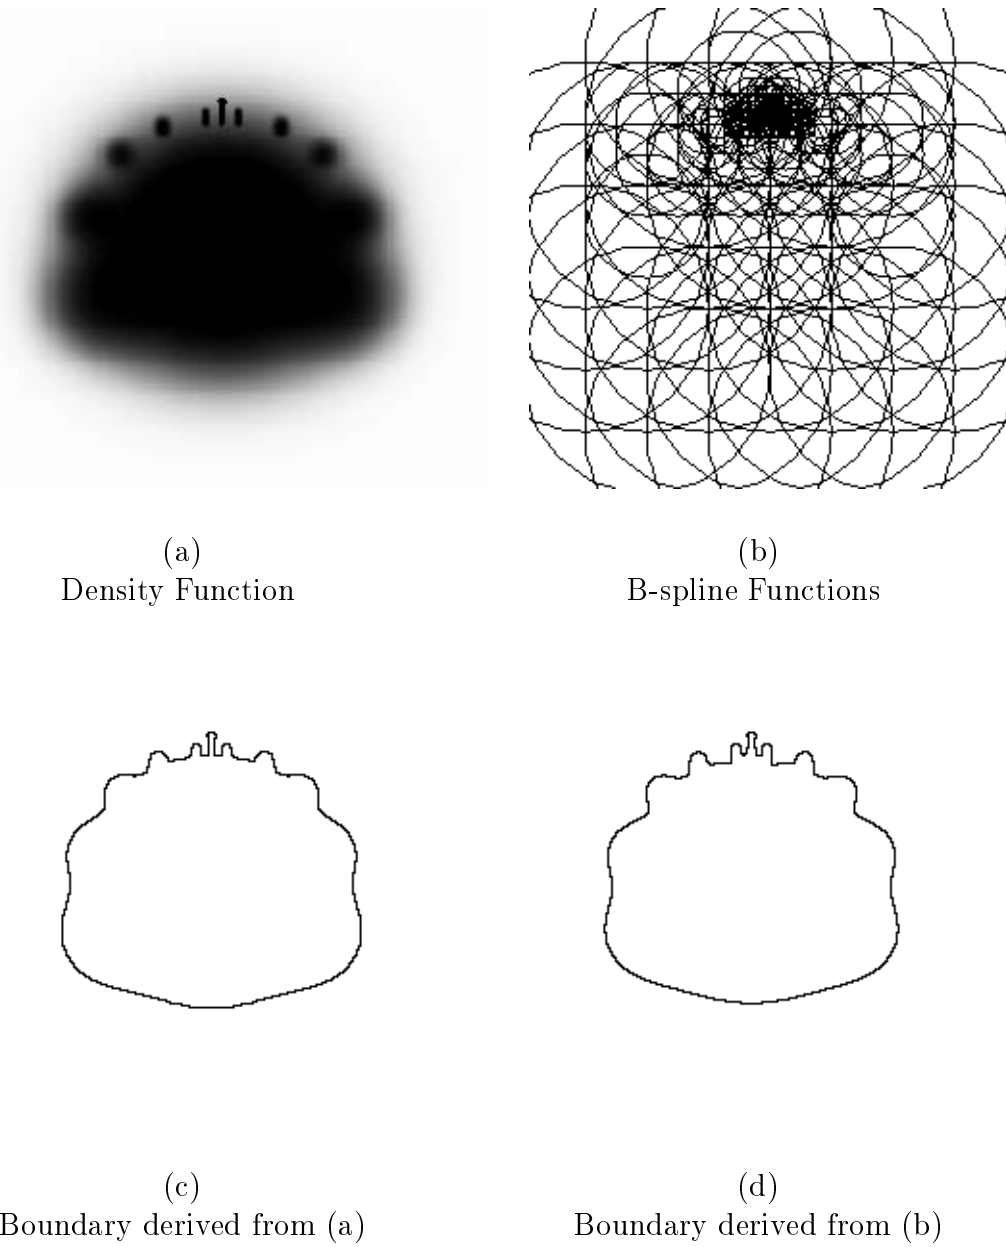 (a)
Density Function
(b)
B-spline Functions
(c)
Boundary derived from (a)
(d)
Boundary derived from (b)